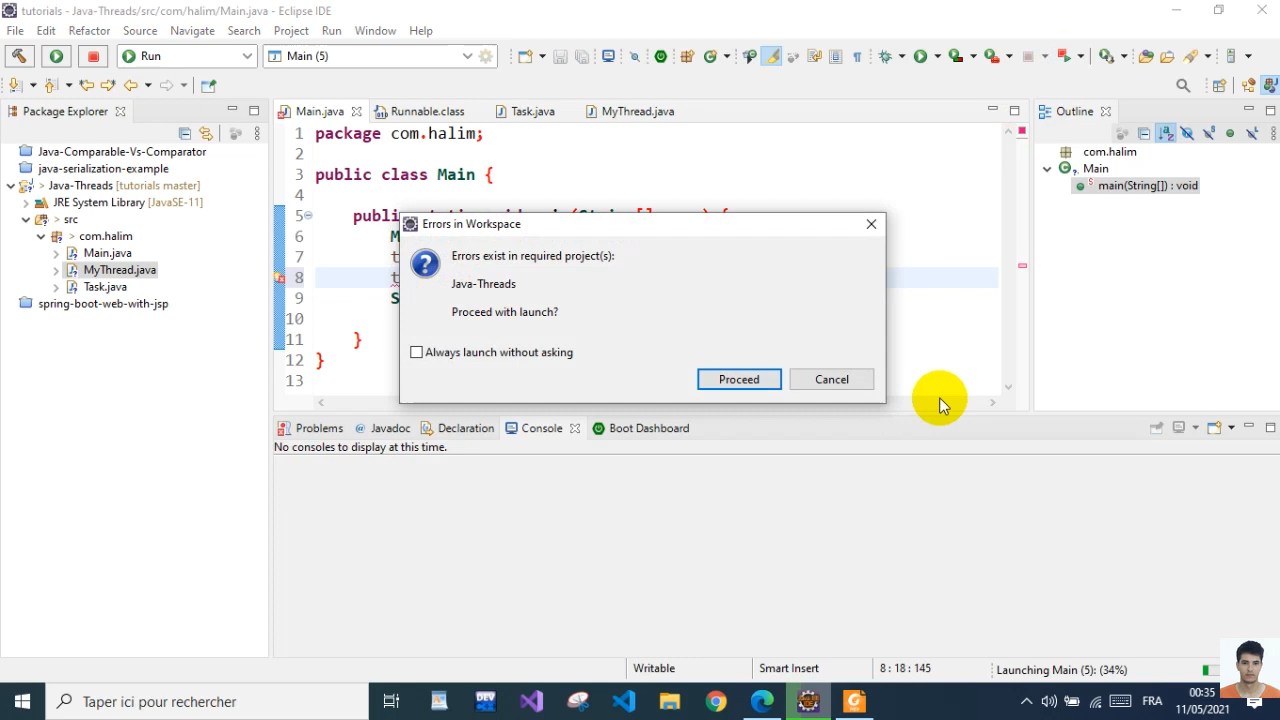 tutorials - Java-Threads/src/com/halim/Main.java - Eclipse IDE
File Edit Refactor Source Navigate Search Project Run Window Help
Run Main (5)
Package Explorer
Java-Comparable-Vs-Comparator
java-serialization-example
> Java-Threads [tutorials master]
JRE System Library [JavaSE-11]
> src
> com.halim
Main.java
MyThread.java
Task.java
spring-boot-web-with-jsp
Main.java Runnable.class Task.java MyThread.java
1 package com.halim;
2
3 public class Main {
4
5
6 M
7 t
8 t
9 S
10
11 }
12 }
13
Errors in Workspace
Errors exist in required project(s):
Java-Threads
Proceed with launch?
Always launch without asking
Proceed Cancel
Outline
com.halim
Main
main(String[]) : void
Problems Javadoc Declaration Console Boot Dashboard
No consoles to display at this time.
Writable Smart Insert 8 : 18 : 145 Launching Main (5): (34%)
Taper ici pour rechercher
FRA
00:35
11/05/2021